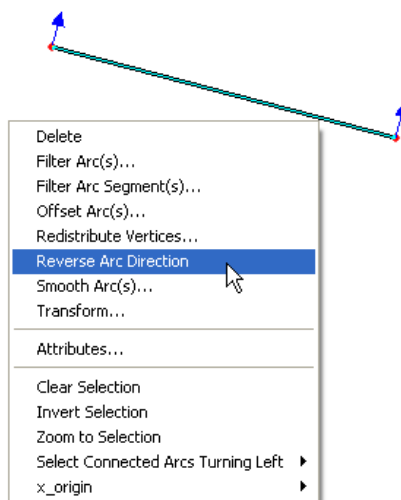 Delete
Filter Arc(s)...
Filter Arc Segment(s)...
Offset Arc(s)...
Redistribute Vertices...
Reverse Arc Direction
Smooth Arc(s)...
Transform...
Attributes...
Clear Selection
Invert Selection
Zoom to Selection
Select Connected Arcs Turning Left
x_origin